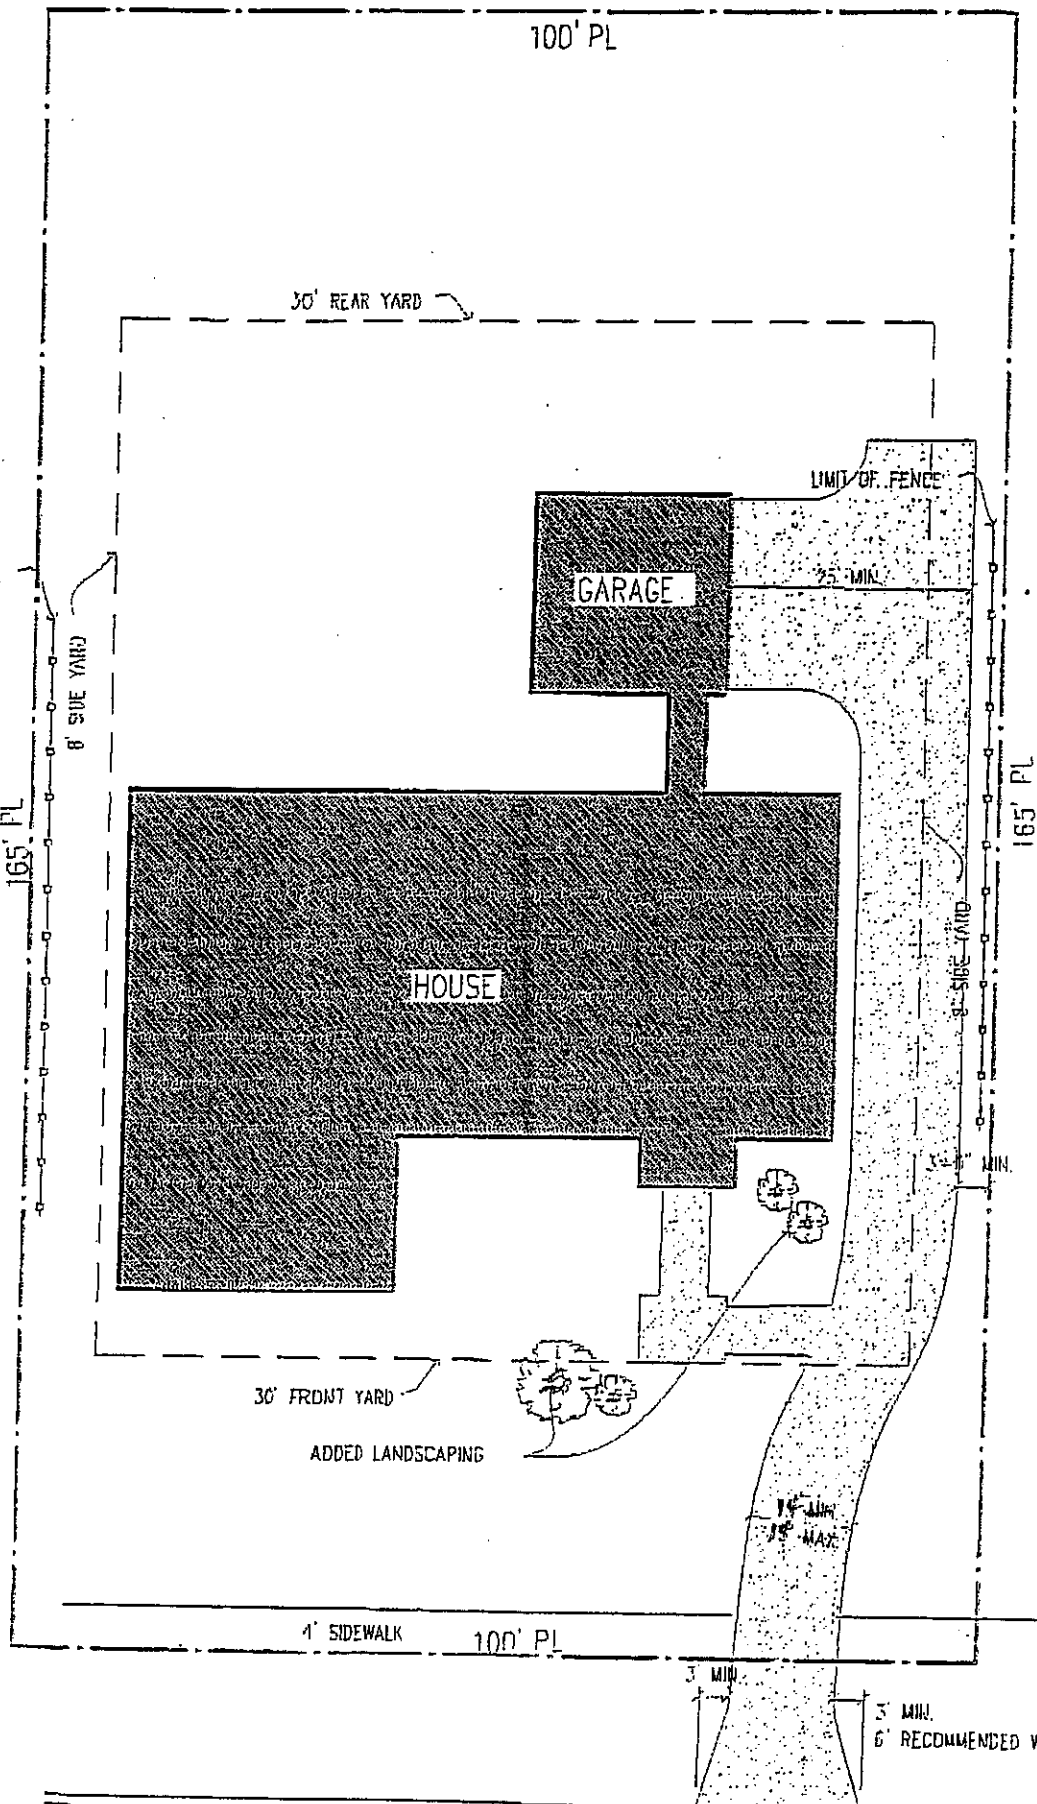 100' PL
30' REAR YARD
LIMIT OF FENCE
GARAGE
25' MIN.
8' SIDE YARD
165' PL
165' PL
HOUSE
8' SIDE YARD
MIN.
30' FRONT YARD
ADDED LANDSCAPING
MIN.
MAX.
4' SIDEWALK
100' PL
3' MIN.
3' MIN.
6' RECOMMENDED